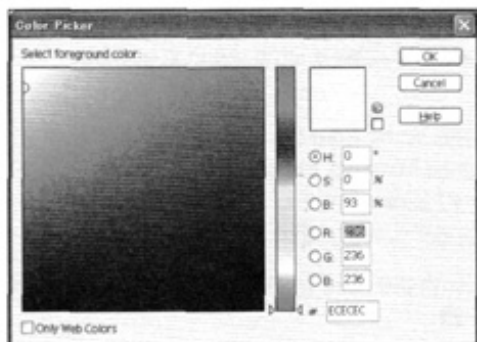 Color Picker
Select foreground color:
OK
Cancel
Help
H: 0 °
S: 0 %
B: 93 %
R:
G: 236
B: 236
# ECECEC
Only Web Colors